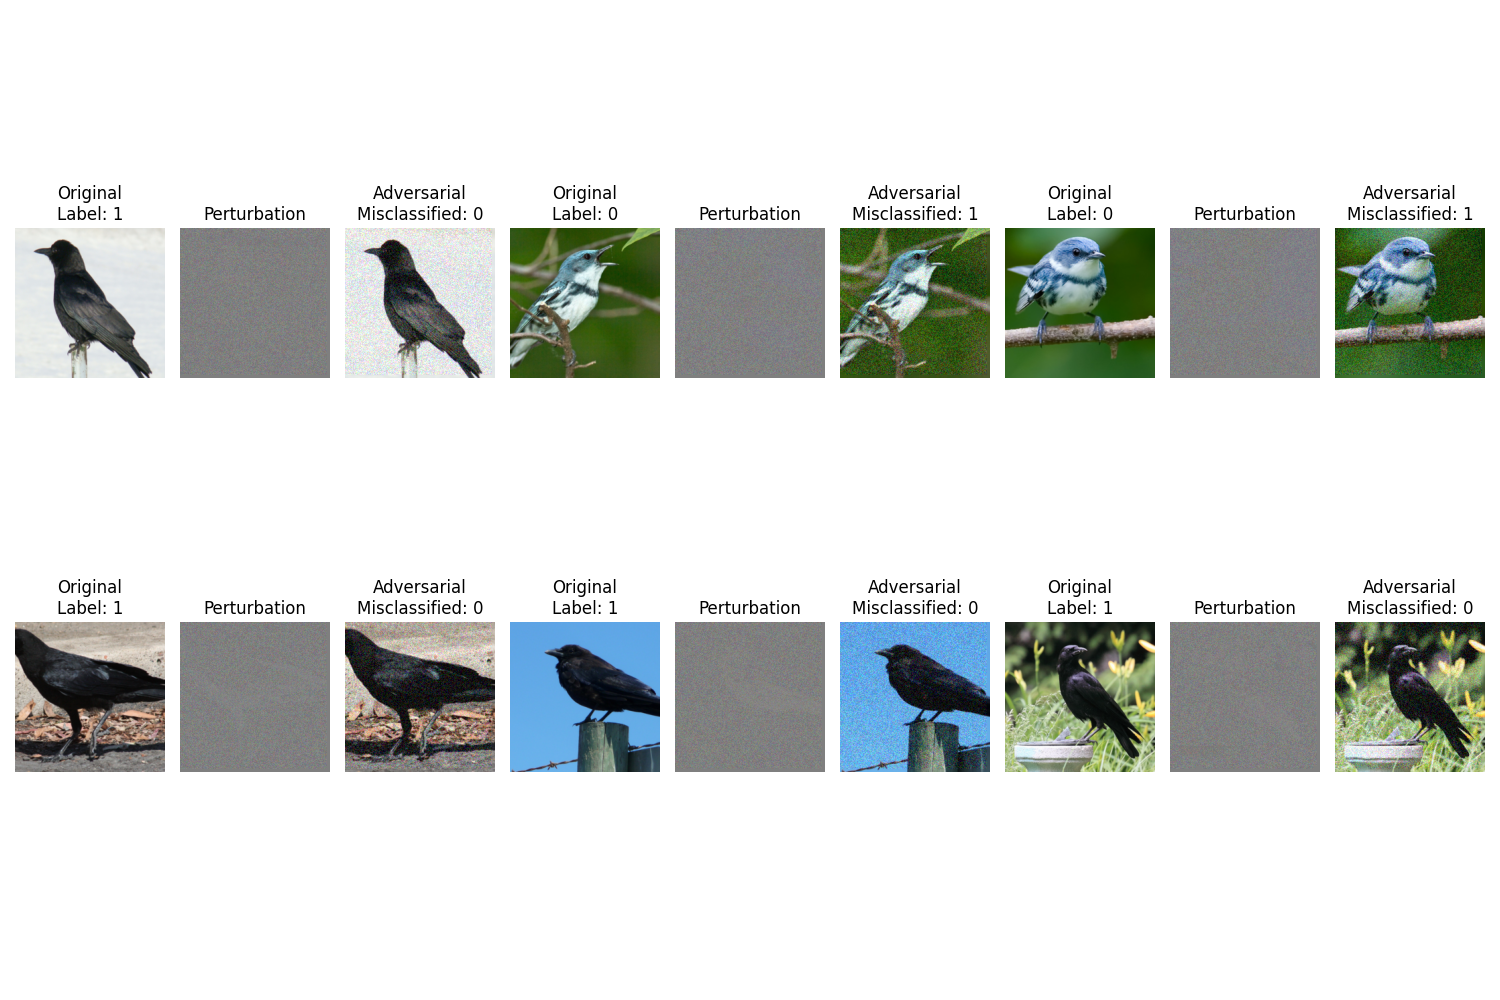 Original
Label: 1
Perturbation
Adversarial
Misclassified: 0
Original
Label: 0
Perturbation
Adversarial
Misclassified: 1
Original
Label: 0
Perturbation
Adversarial
Misclassified: 1
Original
Label: 1
Perturbation
Adversarial
Misclassified: 0
Original
Label: 1
Perturbation
Adversarial
Misclassified: 0
Original
Label: 1
Perturbation
Adversarial
Misclassified: 0